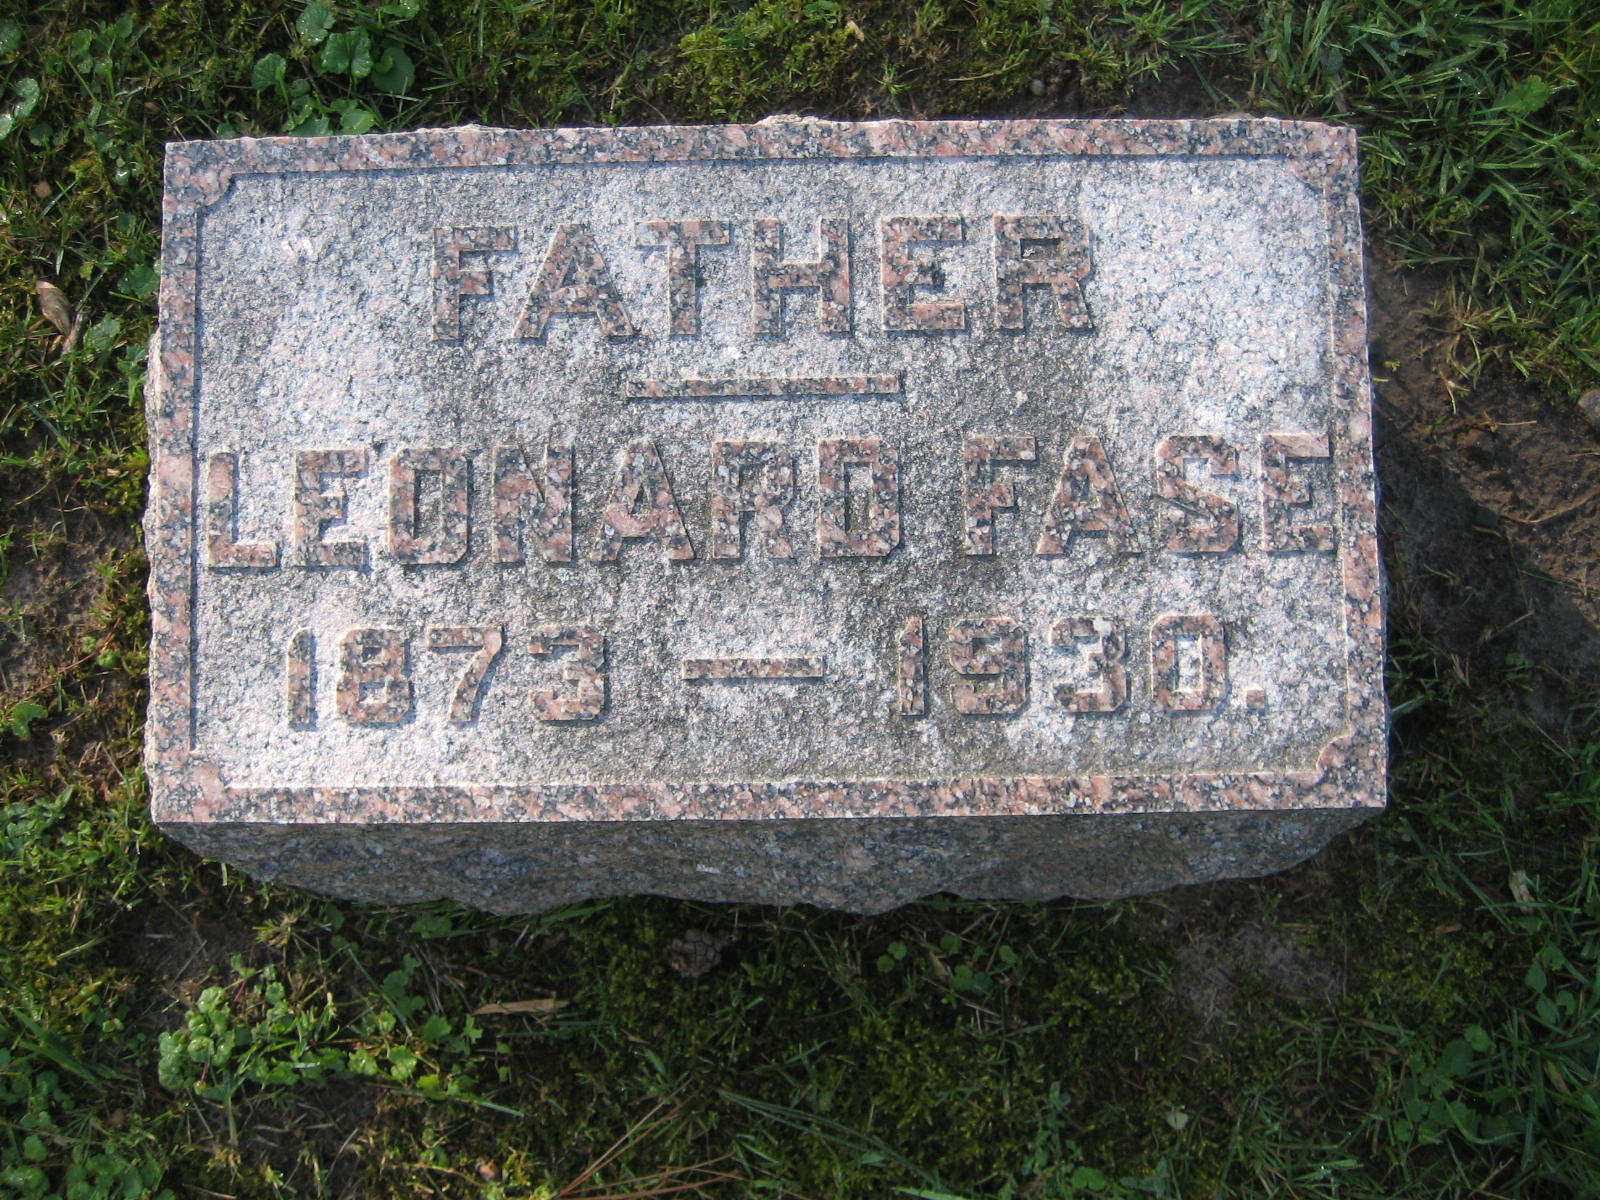 FATHER
LEONARD FASE
1873 — 1930.